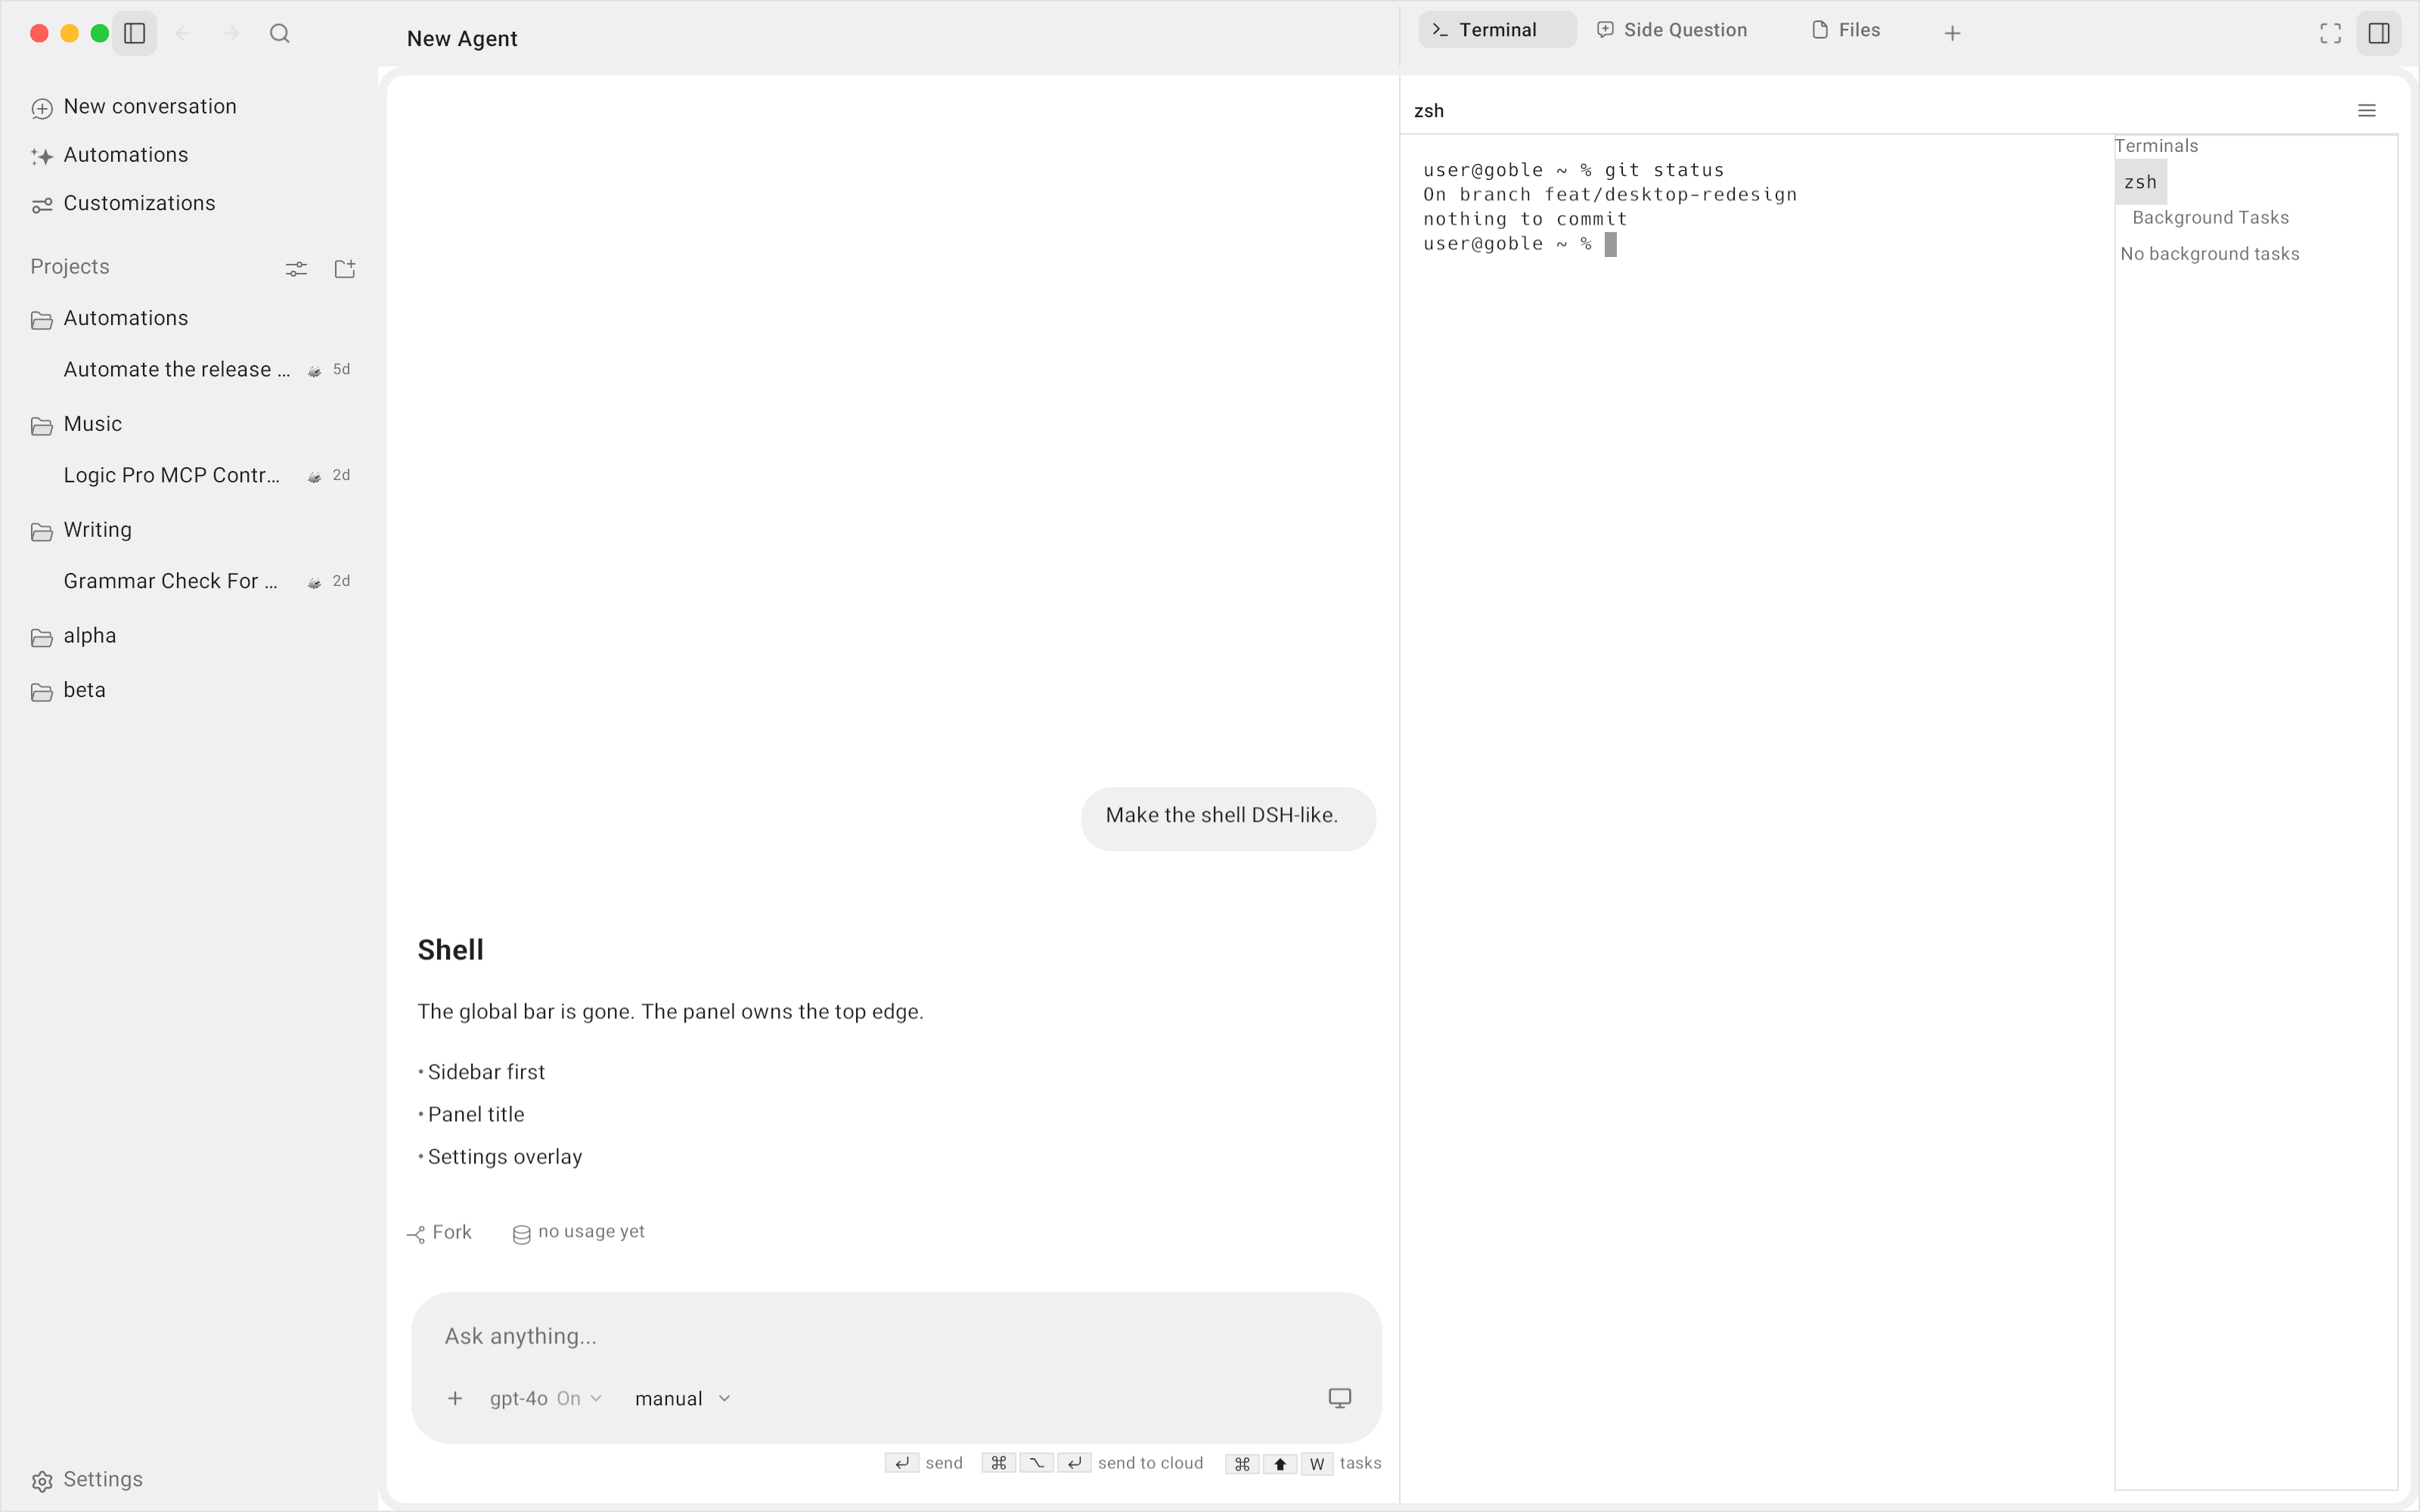 New Agent
Terminal
Side Question
Files
New conversation
Automations
Customizations
Projects
Automations
Automate the release ... 5d
Music
Logic Pro MCP Contr... 2d
Writing
Grammar Check For ... 2d
alpha
beta
Settings
Make the shell DSH-like.
Shell
The global bar is gone. The panel owns the top edge.
• Sidebar first
• Panel title
• Settings overlay
Fork
no usage yet
Ask anything...
gpt-4o On
manual
send
send to cloud
W tasks
zsh
user@goble ~ % git status
On branch feat/desktop-redesign
nothing to commit
user@goble ~ %
Terminals
zsh
Background Tasks
No background tasks